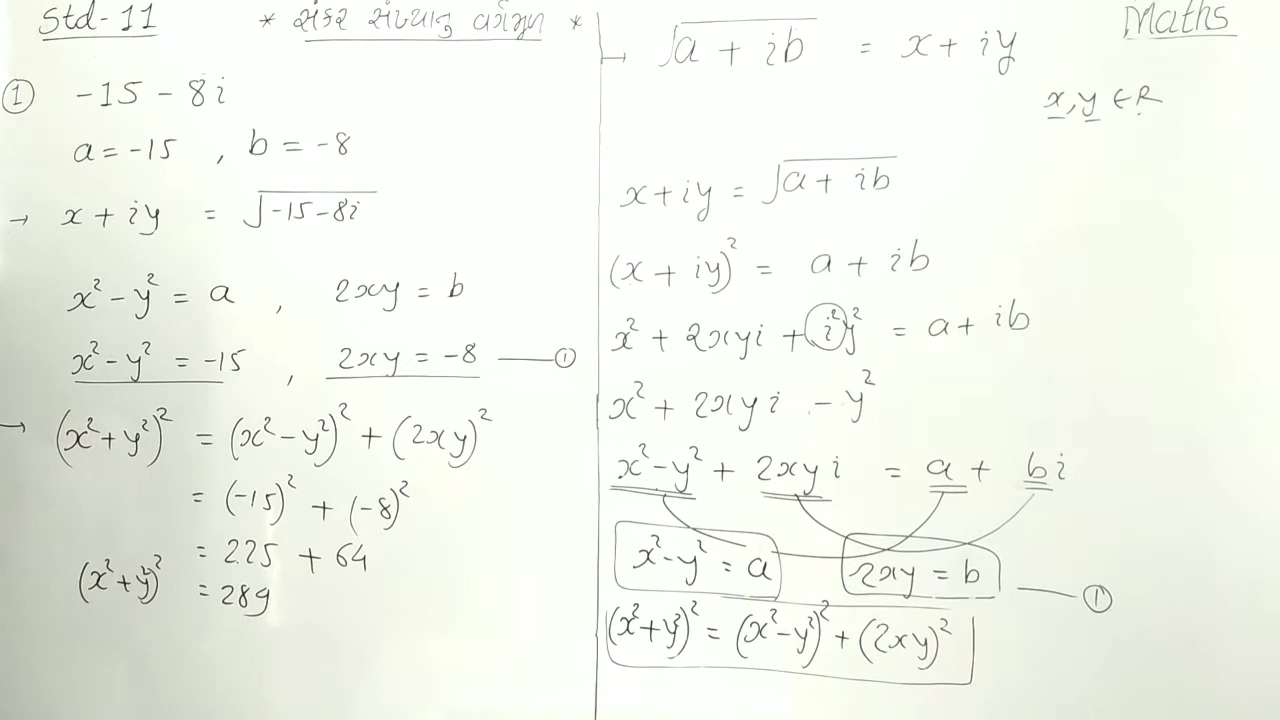 Std-11
* સંકર સંખ્યાનું વર્ગમૂળ *
Maths
① -15 - 8i
a = -15 , b = -8
→ x + iy = √(-15-8i)
x² - y² = a , 2xy = b
x² - y² = -15 , 2xy = -8 —— ①
→ (x² + y²)² = (x² - y²)² + (2xy)²
= (-15)² + (-8)²
= 225 + 64
(x² + y²)² = 289
↳ √(a + ib) = x + iy
x, y ∈ R
x + iy = √(a + ib)
(x + iy)² = a + ib
x² + 2xyi + i²y² = a + ib
x² + 2xyi - y²
x² - y² + 2xyi = a + bi
x² - y² = a 2xy = b —— ①
(x² + y²)² = (x² - y²)² + (2xy)²